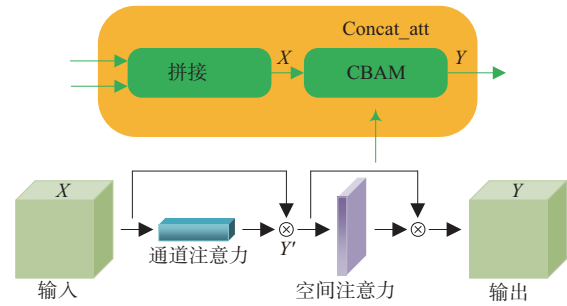 Concat_att
拼接
X
CBAM
Y
X
Y
通道注意力
⊗
Y′
⊗
输入
空间注意力
输出